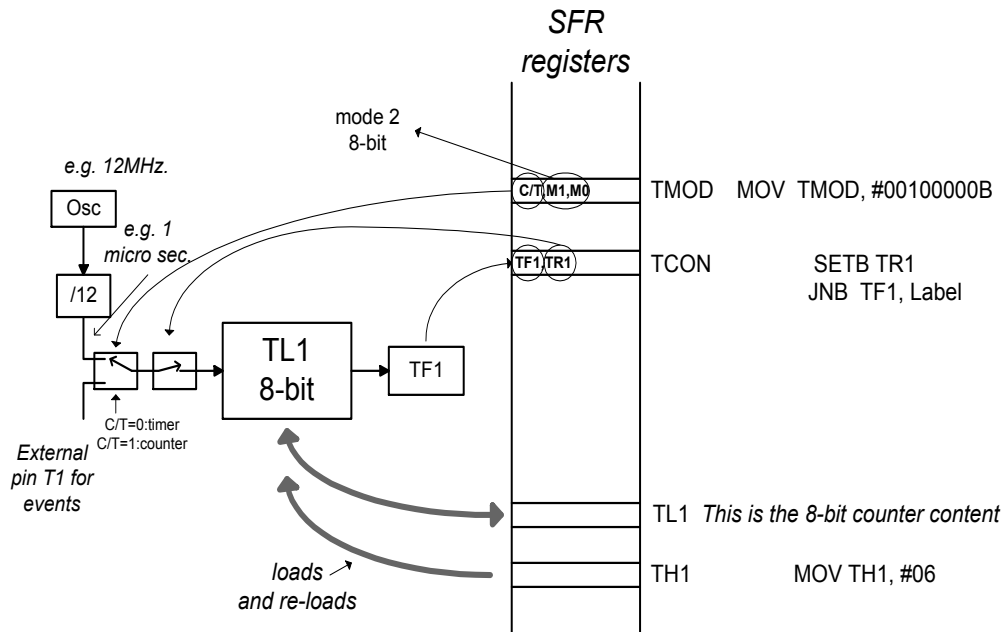 SFR
registers
mode 2
8-bit
e.g. 12MHz.
Osc
C/T,M1,M0
TMOD MOV TMOD, #00100000B
e.g. 1
micro sec.
/12
TF1,TR1
TCON SETB TR1
JNB TF1, Label
TL1
8-bit
TF1
C/T=0:timer
C/T=1:counter
External
pin T1 for
events
TL1 This is the 8-bit counter content
loads
and re-loads
TH1 MOV TH1, #06